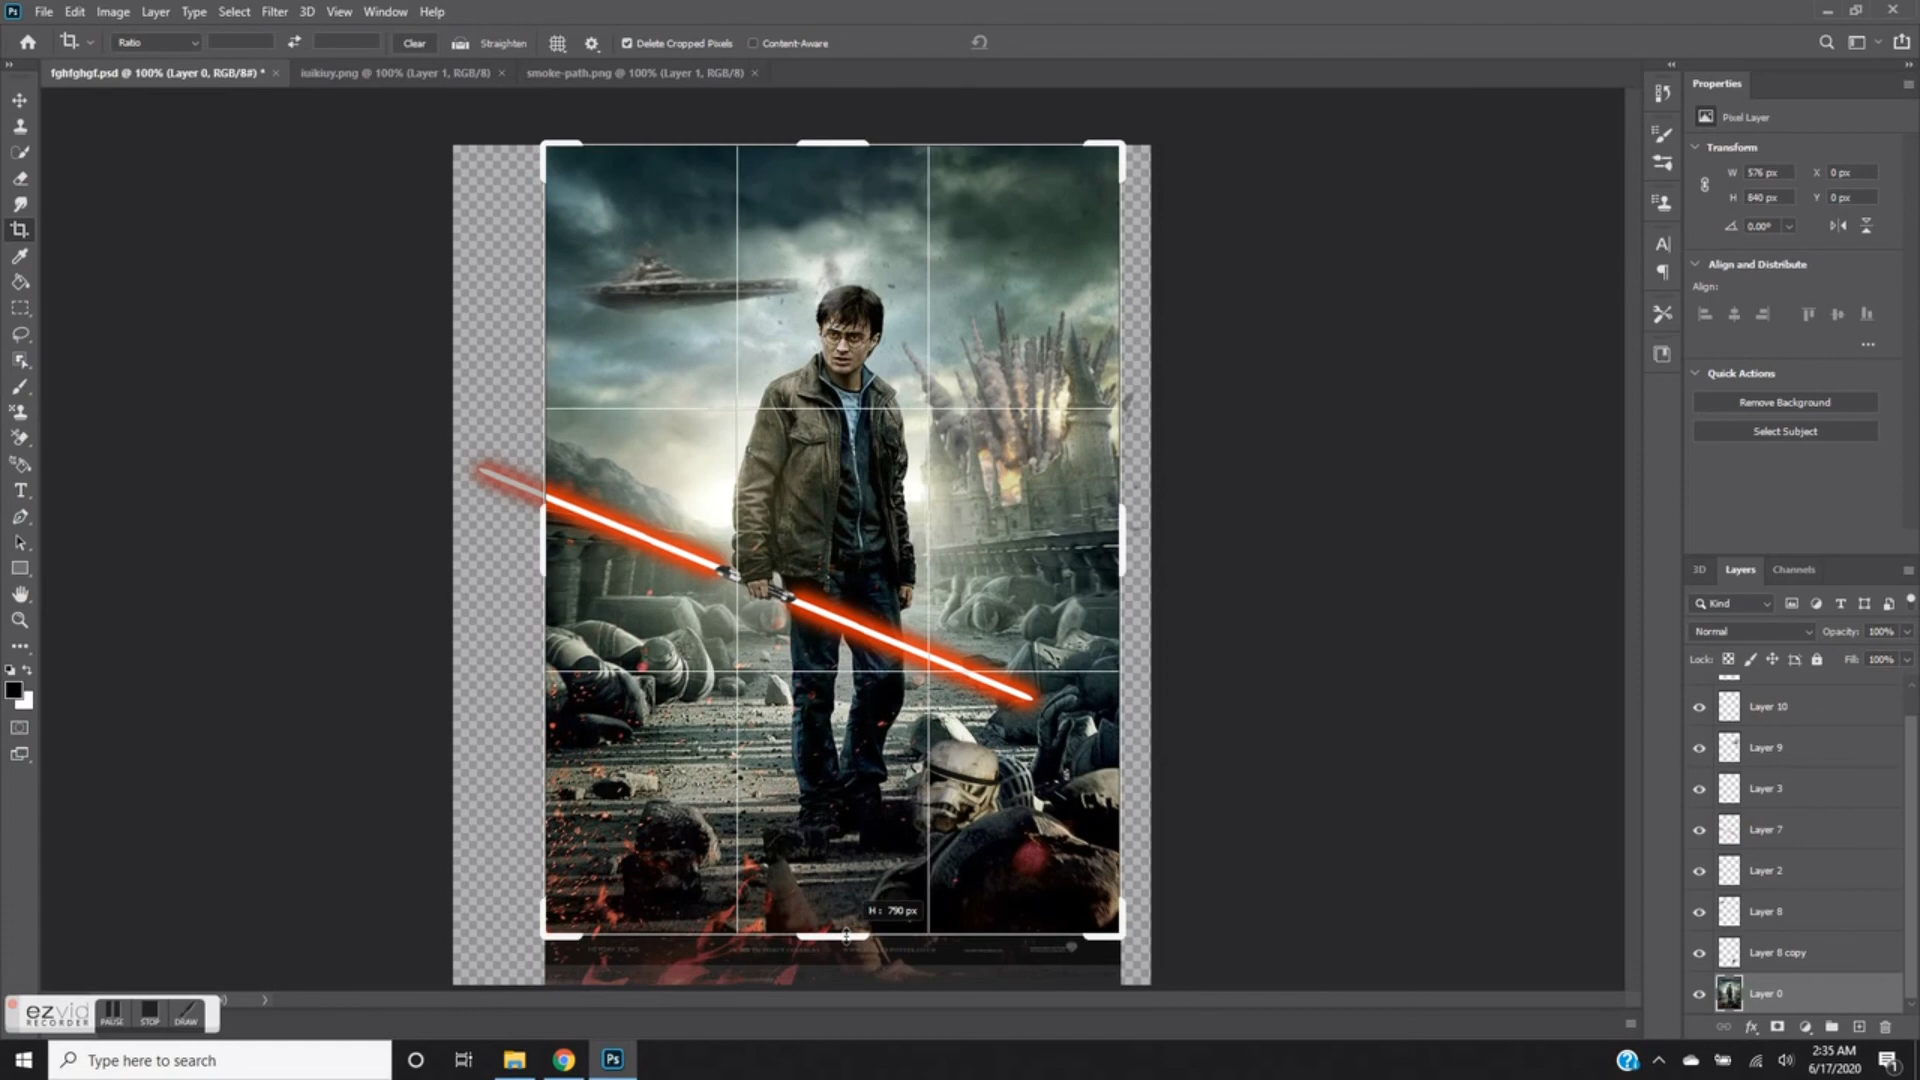 Ps File Edit Image Layer Type Select Filter 3D View Window Help
Ratio Clear Straighten Delete Cropped Pixels Content-Aware
fghfghgf.psd @ 100% (Layer 0, RGB/8#) * × iuikiuy.png @ 100% (Layer 1, RGB/8) × smoke-path.png @ 100% (Layer 1, RGB/8) ×
Properties
Pixel Layer
Transform
W 576 px X 0 px
H 840 px Y 0 px
0.00°
Align and Distribute
Align:
Quick Actions
Remove Background
Select Subject
3D Layers Channels
Kind
Normal Opacity: 100%
Lock: Fill: 100%
Layer 10
Layer 9
Layer 3
Layer 7
Layer 2
Layer 8
Layer 8 copy
Layer 0
H : 790 px
ezvid
RECORDER
PAUSE STOP DRAW
Type here to search
Ps
2:35 AM
6/17/2020
1